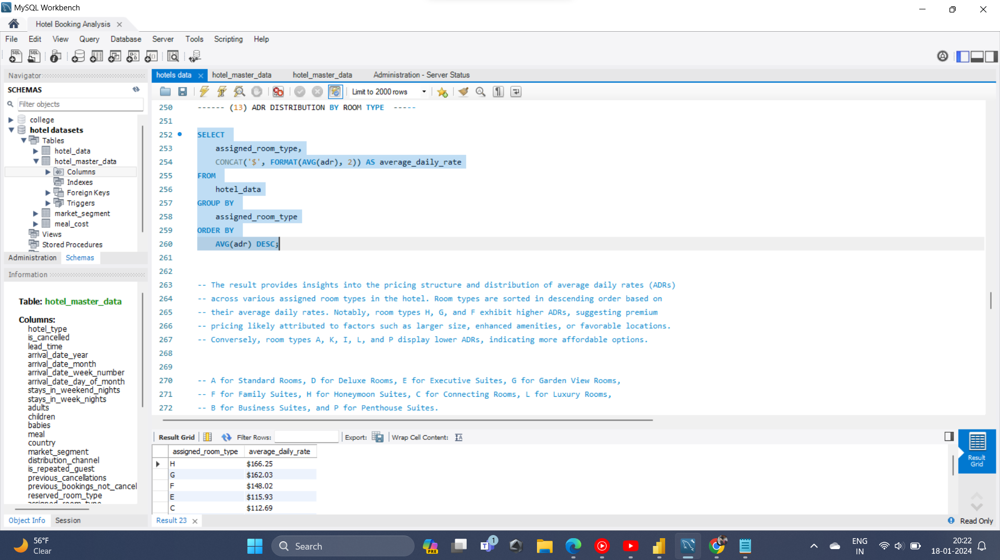 MySQL Workbench
Hotel Booking Analysis
File Edit View Query Database Server Tools Scripting Help
Navigator
SCHEMAS
Filter objects
college
hotel datasets
Tables
hotel_data
hotel_master_data
Columns
Indexes
Foreign Keys
Triggers
market_segment
meal_cost
Views
Stored Procedures
Administration Schemas
Information
Table: hotel_master_data
Columns:
hotel_type
is_cancelled
lead_time
arrival_date_year
arrival_date_month
arrival_date_week_number
arrival_date_day_of_month
stays_in_weekend_nights
stays_in_week_nights
adults
children
babies
meal
country
market_segment
distribution_channel
is_repeated_guest
previous_cancellations
previous_bookings_not_cancel
reserved_room_type
assigned_room_type
Object Info Session
hotels data hotel_master_data hotel_master_data Administration - Server Status
Limit to 2000 rows
250 ------ (13) ADR DISTRIBUTION BY ROOM TYPE -----
251
252 SELECT
253 assigned_room_type,
254 CONCAT('$', FORMAT(AVG(adr), 2)) AS average_daily_rate
255 FROM
256 hotel_data
257 GROUP BY
258 assigned_room_type
259 ORDER BY
260 AVG(adr) DESC;
261
262
263 -- The result provides insights into the pricing structure and distribution of average daily rates (ADRs)
264 -- across various assigned room types in the hotel. Room types are sorted in descending order based on
265 -- their average daily rates. Notably, room types H, G, and F exhibit higher ADRs, suggesting premium
266 -- pricing likely attributed to factors such as larger size, enhanced amenities, or favorable locations.
267 -- Conversely, room types A, K, I, L, and P display lower ADRs, indicating more affordable options.
268
269
270 -- A for Standard Rooms, D for Deluxe Rooms, E for Executive Suites, G for Garden View Rooms,
271 -- F for Family Suites, H for Honeymoon Suites, C for Connecting Rooms, L for Luxury Rooms,
272 -- B for Business Suites, and P for Penthouse Suites.
Result Grid Filter Rows: Export: Wrap Cell Content:
assigned_room_type average_daily_rate
H $166.25
G $162.03
F $148.02
E $115.93
C $112.69
Result Grid
Result 23
Read Only
56°F
Clear
Search
PRE
1
ENG
IN
20:22
18-01-2024